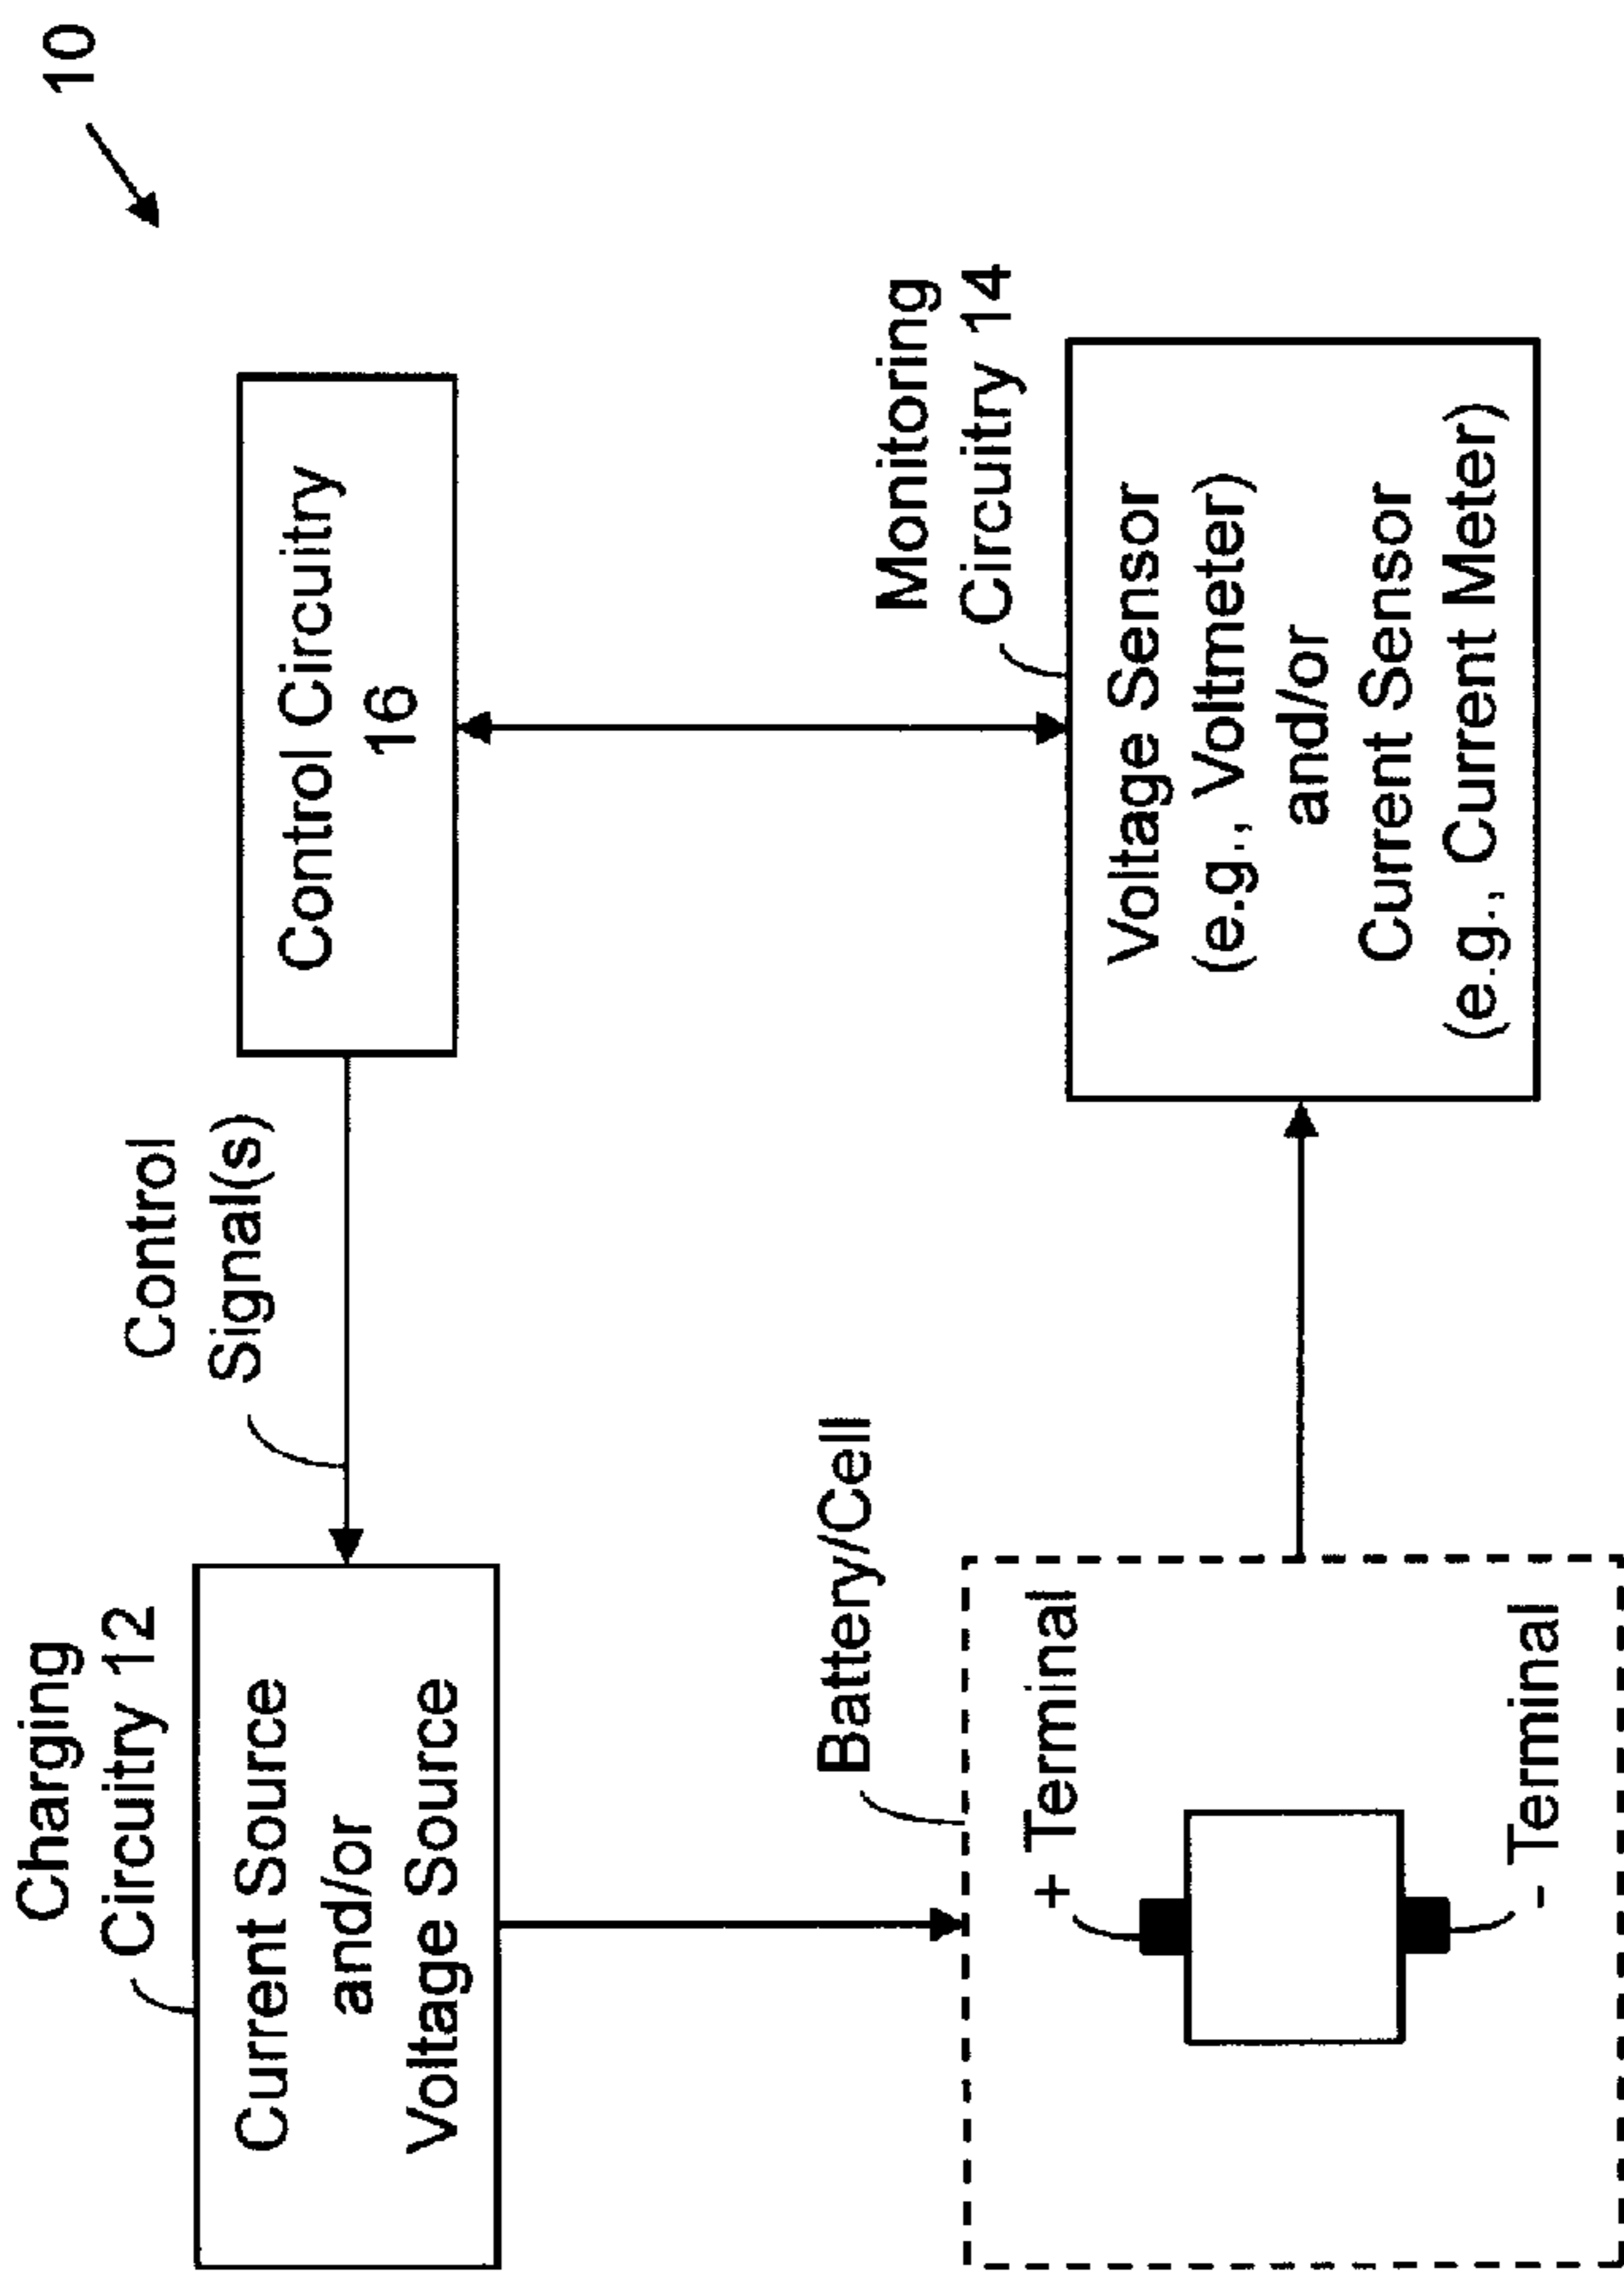 10
Charging
Circuitry 12
Current Source
and/or
Voltage Source
Control
Signal(s)
Control Circuitry
16
Battery/Cell
+ Terminal
- Terminal
Monitoring
Circuitry 14
Voltage Sensor
(e.g., Voltmeter)
and/or
Current Sensor
(e.g., Current Meter)